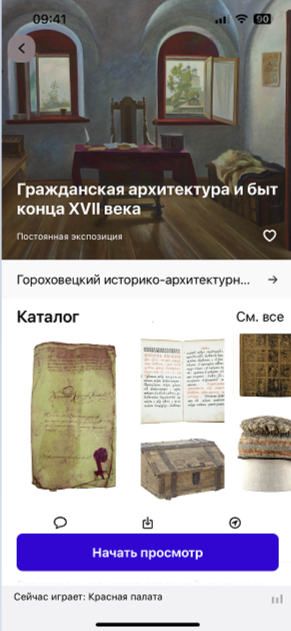 09:41
90
Гражданская архитектура и быт
конца XVII века
Постоянная экспозиция
Гороховецкий историко-архитектурн...
Каталог
См. все
Начать просмотр
Сейчас играет: Красная палата